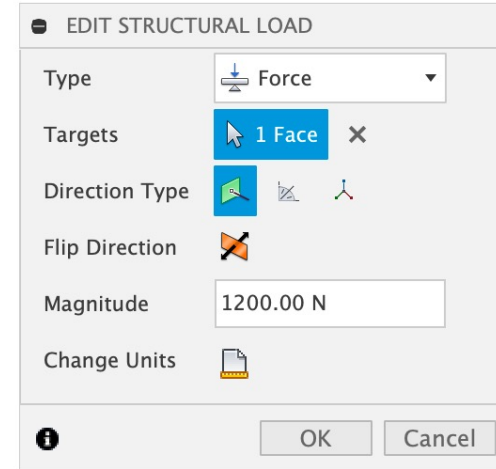 EDIT STRUCTURAL LOAD
Type Force
Targets 1 Face
Direction Type
Flip Direction
Magnitude 1200.00 N
Change Units
OK Cancel